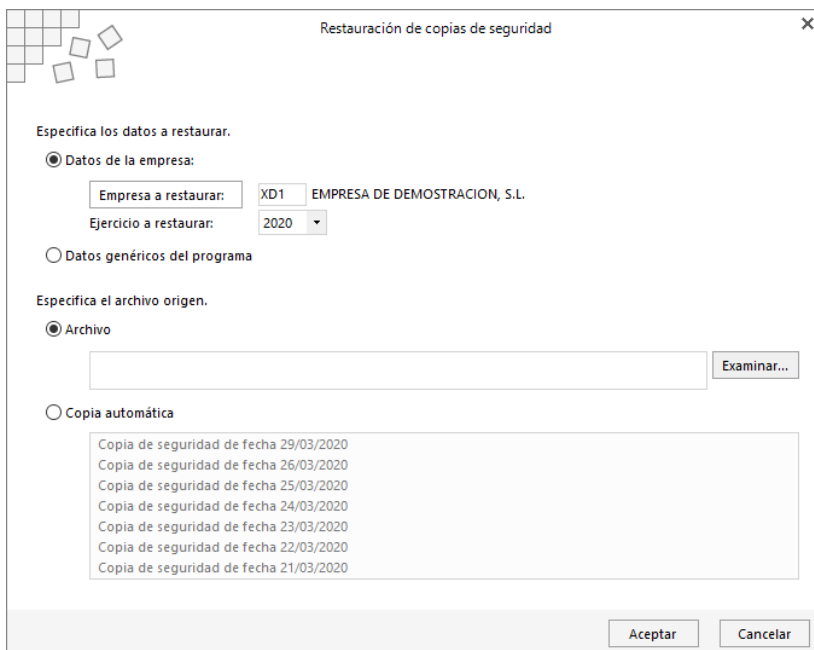 Restauración de copias de seguridad
Especifica los datos a restaurar.
Datos de la empresa:
Empresa a restaurar: XD1 EMPRESA DE DEMOSTRACION, S.L.
Ejercicio a restaurar: 2020
Datos genéricos del programa
Especifica el archivo origen.
Archivo
Examinar...
Copia automática
Copia de seguridad de fecha 29/03/2020
Copia de seguridad de fecha 26/03/2020
Copia de seguridad de fecha 25/03/2020
Copia de seguridad de fecha 24/03/2020
Copia de seguridad de fecha 23/03/2020
Copia de seguridad de fecha 22/03/2020
Copia de seguridad de fecha 21/03/2020
Aceptar Cancelar